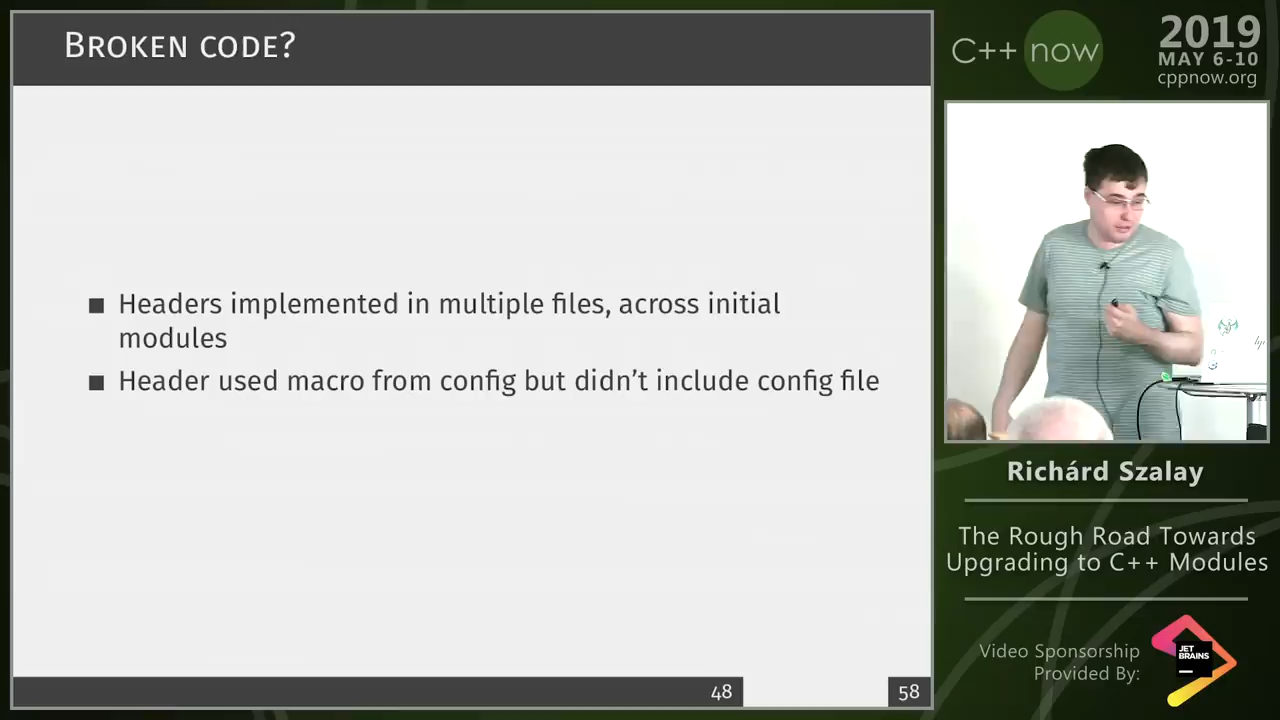 BROKEN CODE?
■ Headers implemented in multiple files, across initial
modules
■ Header used macro from config but didn't include config file
48
58
C++ now
2019
MAY 6-10
cppnow.org
Richárd Szalay
The Rough Road Towards
Upgrading to C++ Modules
Video Sponsorship
Provided By:
JET
BRAINS